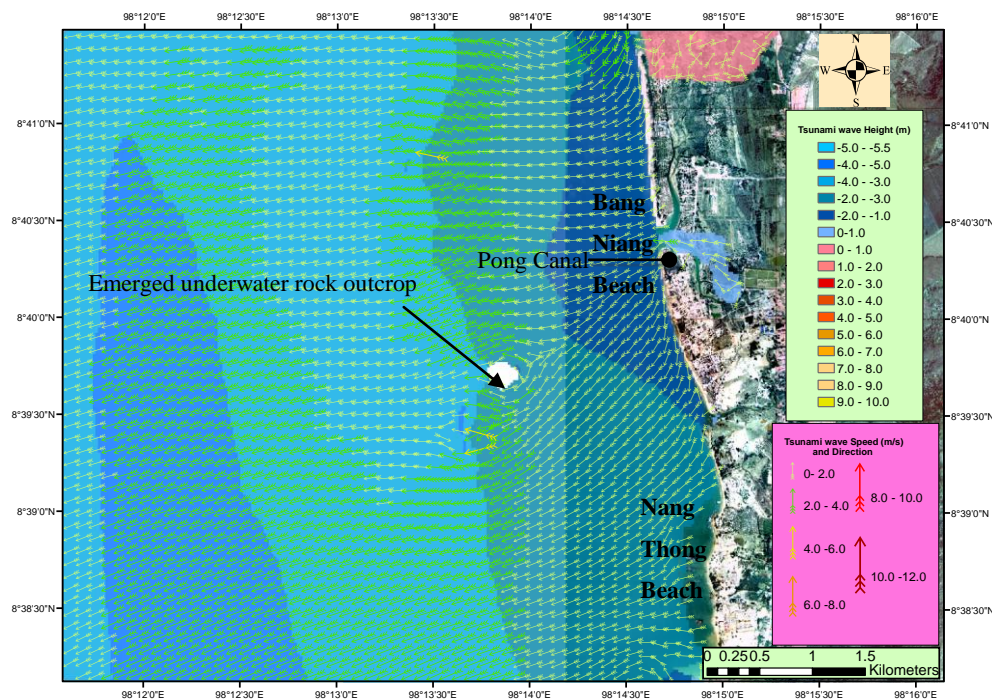 98°12'0"E 98°12'30"E 98°13'0"E 98°13'30"E 98°14'0"E 98°14'30"E 98°15'0"E 98°15'30"E 98°16'0"E
N
W E
S
8°41'0"N 8°41'0"N
Tsunami wave Height (m)
-5.0 - -5.5
-4.0 - -5.0
-4.0 - -3.0
-2.0 - -3.0
-2.0 - -1.0
0 -1.0
0 - 1.0
1.0 - 2.0
2.0 - 3.0
3.0 - 4.0
4.0 - 5.0
5.0 - 6.0
6.0 - 7.0
7.0 - 8.0
8.0 - 9.0
9.0 - 10.0
8°40'30"N 8°40'30"N
Bang
Niang
Beach
Pong Canal
Emerged underwater rock outcrop
8°40'0"N 8°40'0"N
8°39'30"N 8°39'30"N
Tsunami wave Speed (m/s)
and Direction
0- 2.0
2.0 - 4.0
4.0 -6.0
6.0 -8.0
8.0 - 10.0
10.0 -12.0
Nang
Thong
Beach
8°39'0"N 8°39'0"N
8°38'30"N 8°38'30"N
0 0.25 0.5 1 1.5
Kilometers
98°12'0"E 98°12'30"E 98°13'0"E 98°13'30"E 98°14'0"E 98°14'30"E 98°15'0"E 98°15'30"E 98°16'0"E